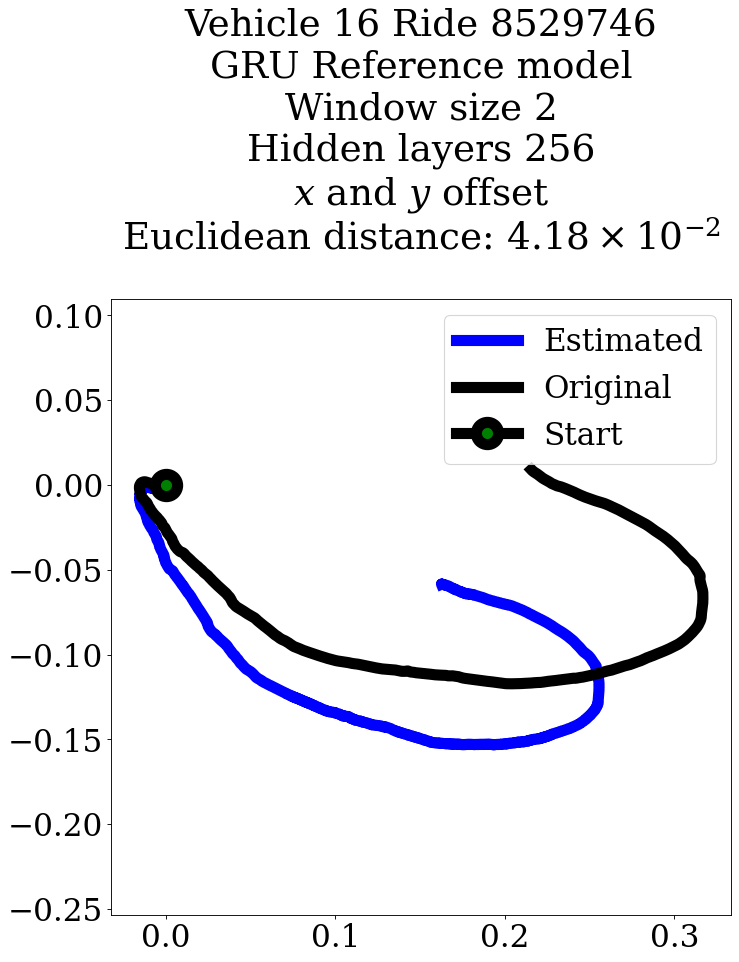 Vehicle 16 Ride 8529746
GRU Reference model
Window size 2
Hidden layers 256
x and y offset
Euclidean distance: 4.18 × 10⁻²
Estimated
Original
Start
0.10
0.05
0.00
−0.05
−0.10
−0.15
−0.20
−0.25
0.0 0.1 0.2 0.3